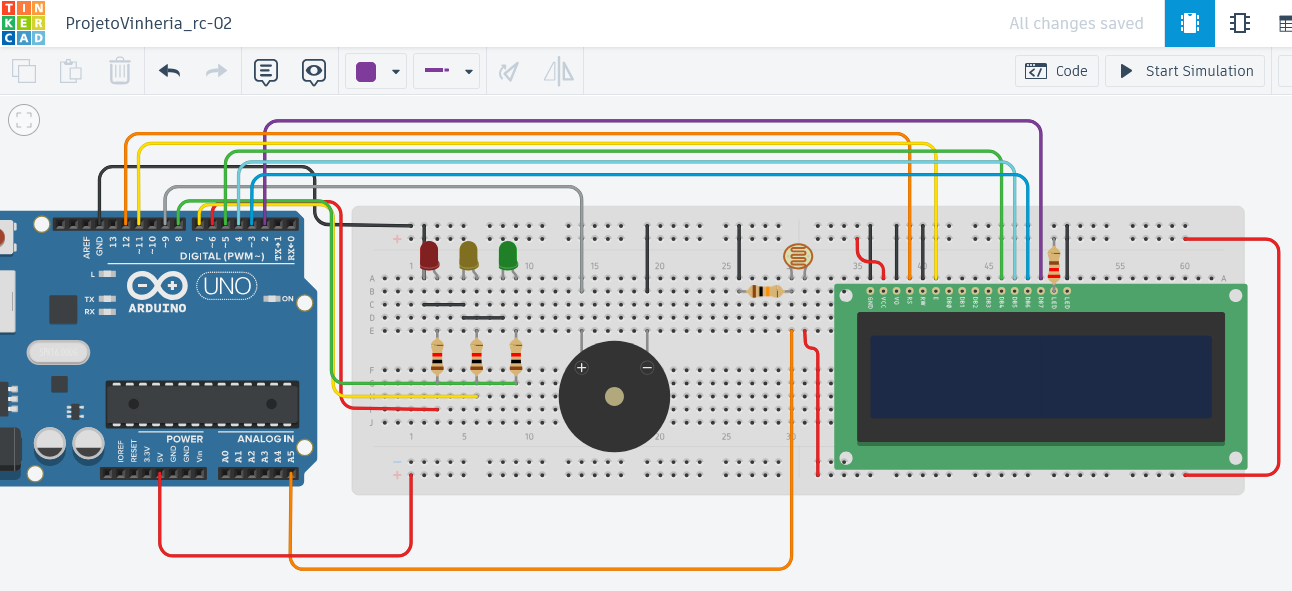 TIN
KER
CAD
ProjetoVinheria_rc-02
All changes saved
Code
Start Simulation
AREF
GND
13
12
~11
~10
~9
8
7
~6
~5
4
~3
2
TX→1
RX←0
DIGITAL (PWM~)
L
TX
RX
ARDUINO
UNO
ON
IOREF
RESET
3.3V
5V
GND
GND
Vin
POWER
ANALOG IN
A0
A1
A2
A3
A4
A5
+
1
15
20
25
35
45
55
60
A
B
C
D
E
A
F
H
J
1
5
10
20
25
30
−
+
+
−
GND
VCC
V0
RS
RW
E
DB0
DB1
DB2
DB3
DB4
DB5
DB6
DB7
LED
LED